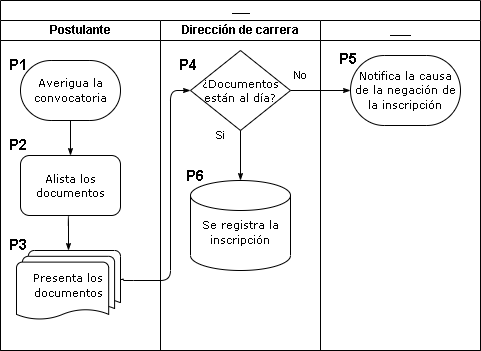 ___
Postulante
Dirección de carrera
___
P1
Averigua la
convocatoria
P2
Alista los
documentos
P3
Presenta los
documentos
P4
¿Documentos
están al día?
No
Si
P5
Notifica la causa
de la negación de
la inscripción
P6
Se registra la
inscripción